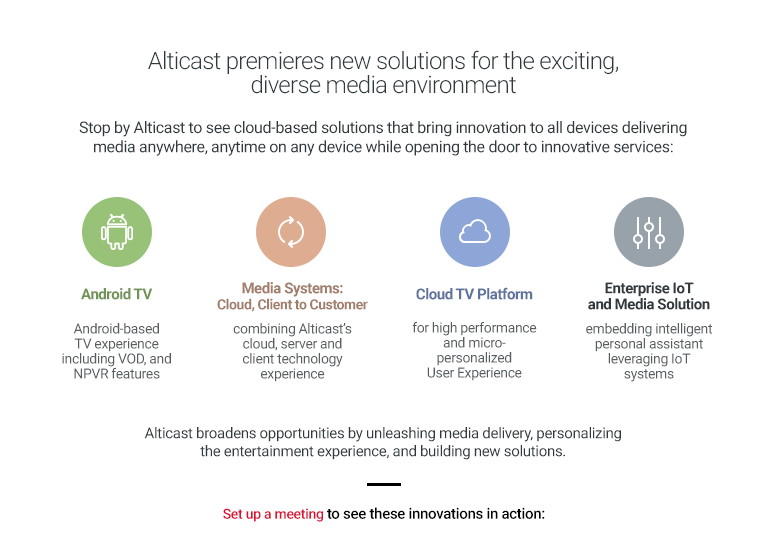 Alticast premieres new solutions for the exciting,
diverse media environment
Stop by Alticast to see cloud-based solutions that bring innovation to all devices delivering
media anywhere, anytime on any device while opening the door to innovative services:
Android TV
Android-based
TV experience
including VOD, and
NPVR features
Media Systems:
Cloud, Client to Customer
combining Alticast's
cloud, server and
client technology
experience
Cloud TV Platform
for high performance
and micro-
personalized
User Experience
Enterprise IoT
and Media Solution
embedding intelligent
personal assistant
leveraging IoT
systems
Alticast broadens opportunities by unleashing media delivery, personalizing
the entertainment experience, and building new solutions.
Set up a meeting to see these innovations in action: